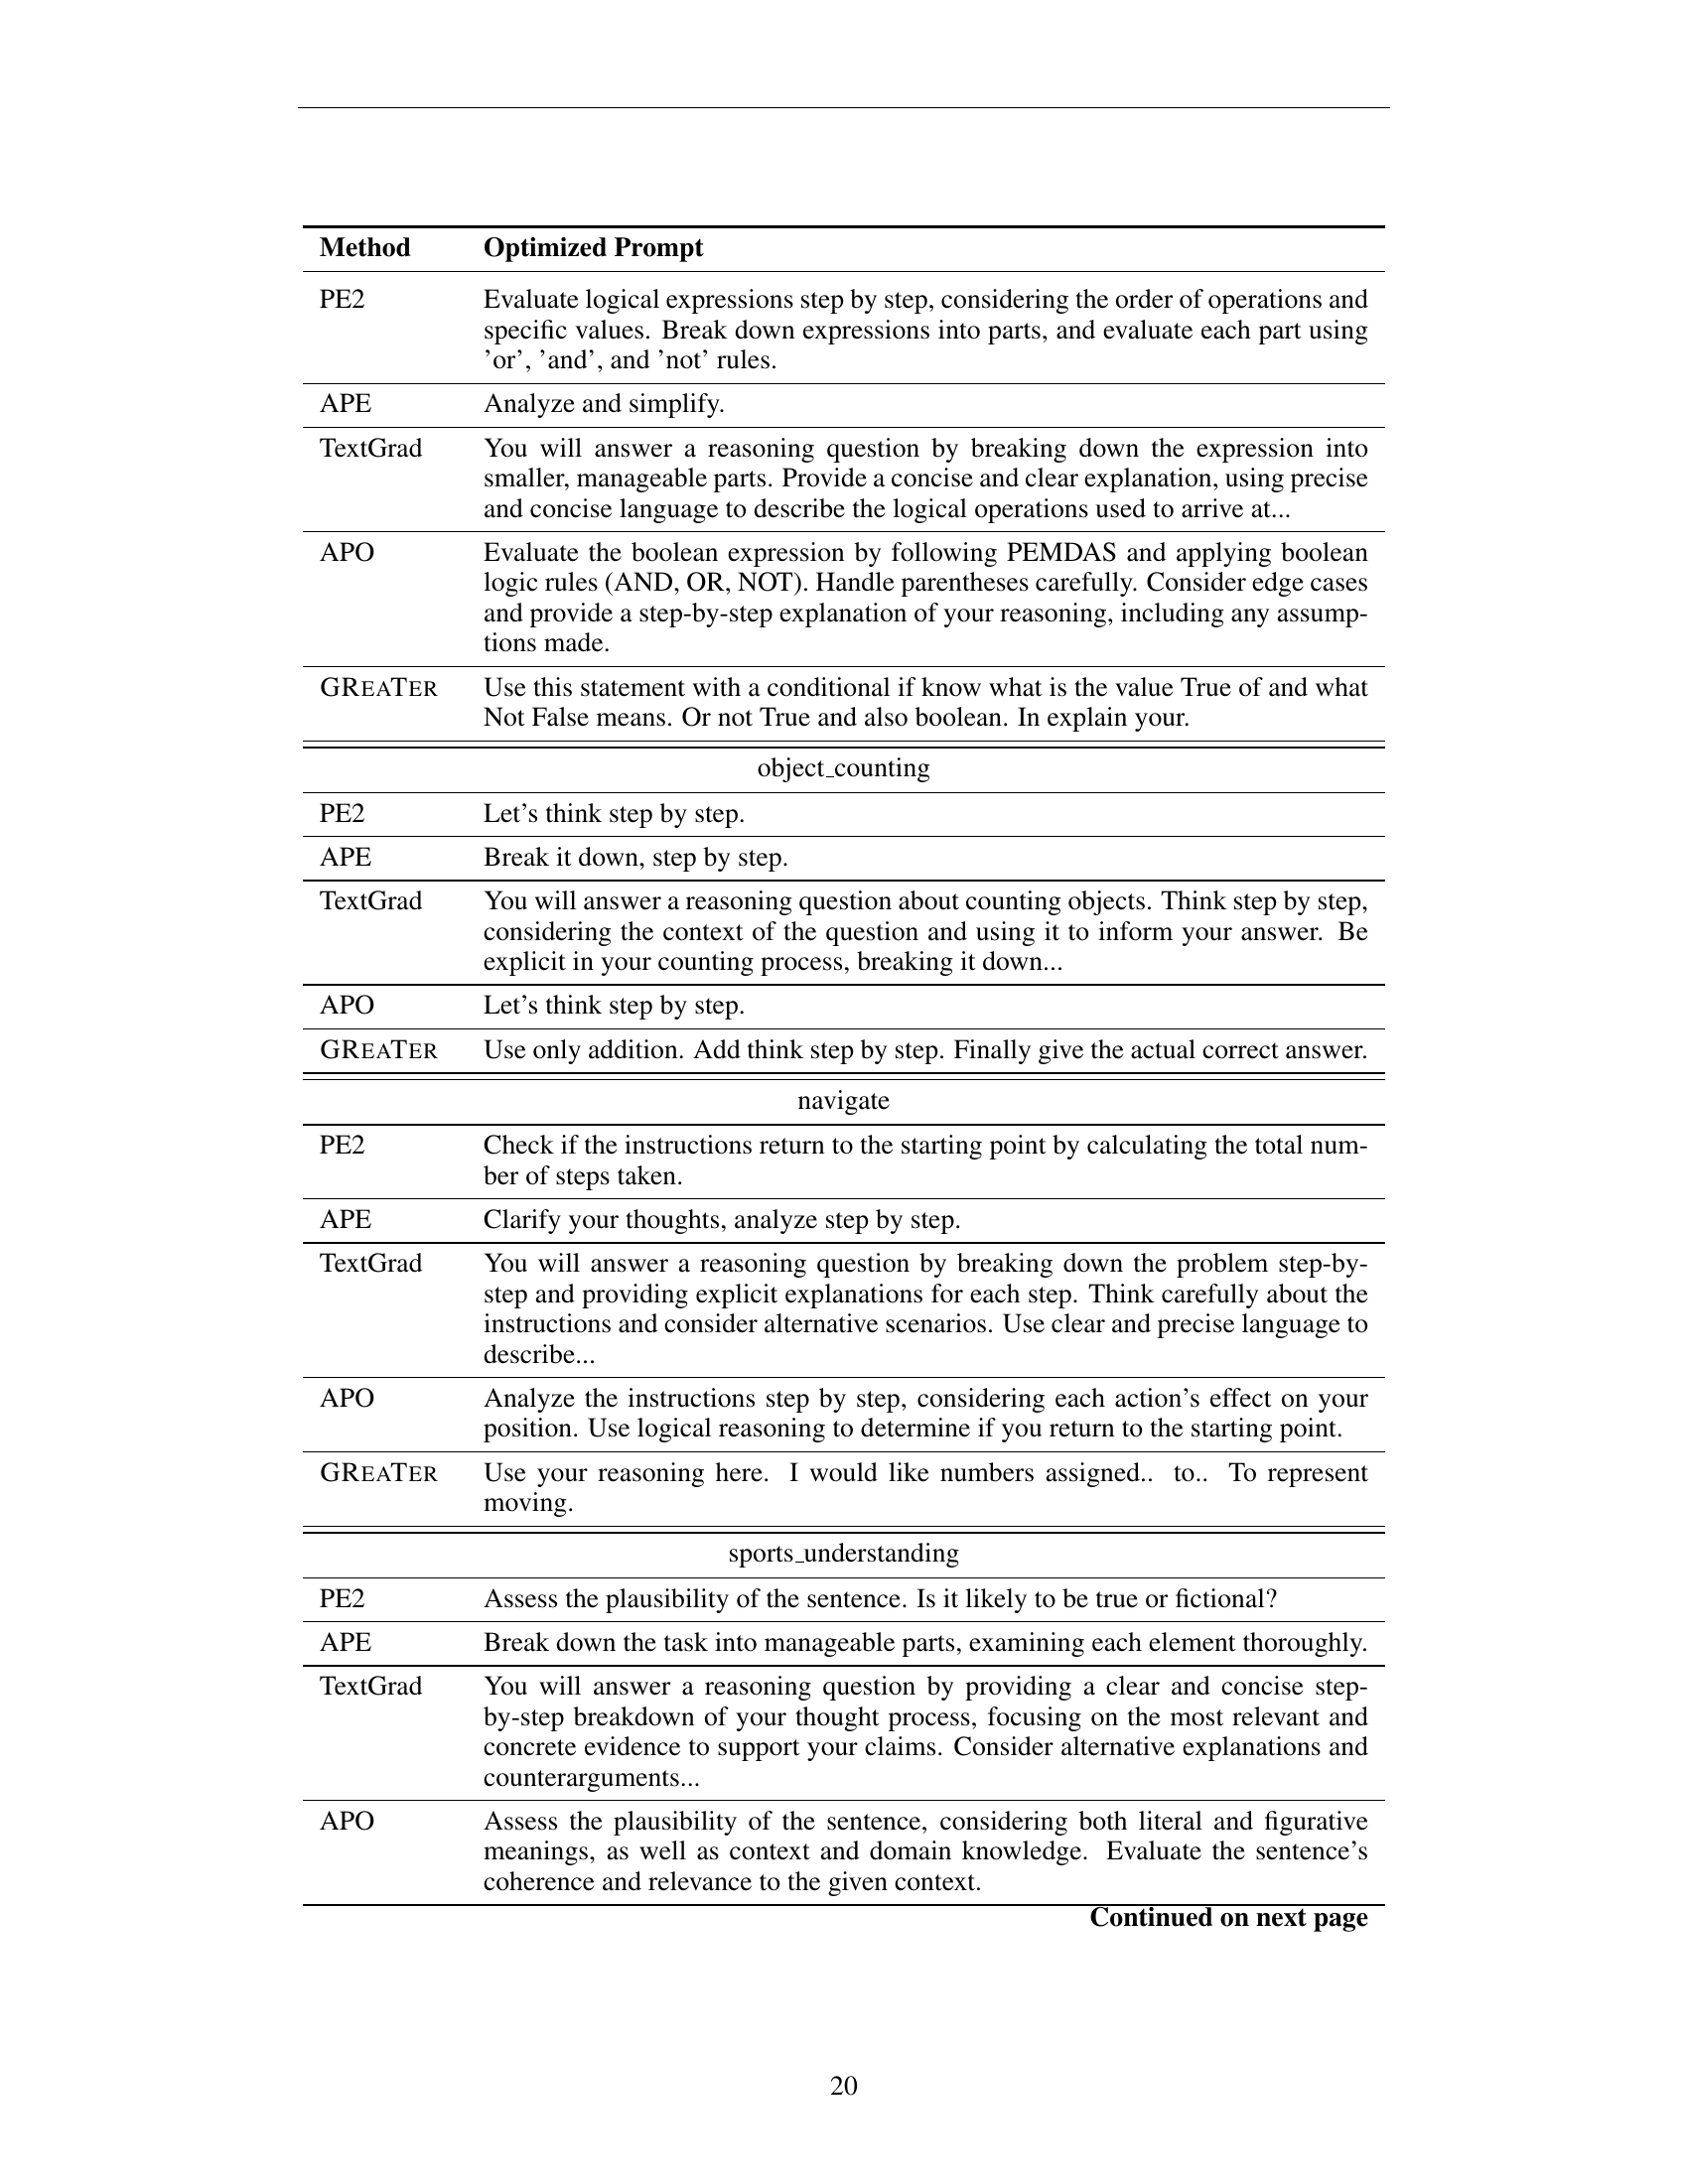 Method Optimized Prompt
PE2 Evaluate logical expressions step by step, considering the order of operations and
specific values. Break down expressions into parts, and evaluate each part using
’or’, ’and’, and ’not’ rules.
APE Analyze and simplify.
TextGrad You will answer a reasoning question by breaking down the expression into
smaller, manageable parts. Provide a concise and clear explanation, using precise
and concise language to describe the logical operations used to arrive at...
APO Evaluate the boolean expression by following PEMDAS and applying boolean
logic rules (AND, OR, NOT). Handle parentheses carefully. Consider edge cases
and provide a step-by-step explanation of your reasoning, including any assump-
tions made.
GREATER Use this statement with a conditional if know what is the value True of and what
Not False means. Or not True and also boolean. In explain your.
object_counting
PE2 Let’s think step by step.
APE Break it down, step by step.
TextGrad You will answer a reasoning question about counting objects. Think step by step,
considering the context of the question and using it to inform your answer. Be
explicit in your counting process, breaking it down...
APO Let’s think step by step.
GREATER Use only addition. Add think step by step. Finally give the actual correct answer.
navigate
PE2 Check if the instructions return to the starting point by calculating the total num-
ber of steps taken.
APE Clarify your thoughts, analyze step by step.
TextGrad You will answer a reasoning question by breaking down the problem step-by-
step and providing explicit explanations for each step. Think carefully about the
instructions and consider alternative scenarios. Use clear and precise language to
describe...
APO Analyze the instructions step by step, considering each action’s effect on your
position. Use logical reasoning to determine if you return to the starting point.
GREATER Use your reasoning here. I would like numbers assigned.. to.. To represent
moving.
sports_understanding
PE2 Assess the plausibility of the sentence. Is it likely to be true or fictional?
APE Break down the task into manageable parts, examining each element thoroughly.
TextGrad You will answer a reasoning question by providing a clear and concise step-
by-step breakdown of your thought process, focusing on the most relevant and
concrete evidence to support your claims. Consider alternative explanations and
counterarguments...
APO Assess the plausibility of the sentence, considering both literal and figurative
meanings, as well as context and domain knowledge. Evaluate the sentence’s
coherence and relevance to the given context.
Continued on next page
20